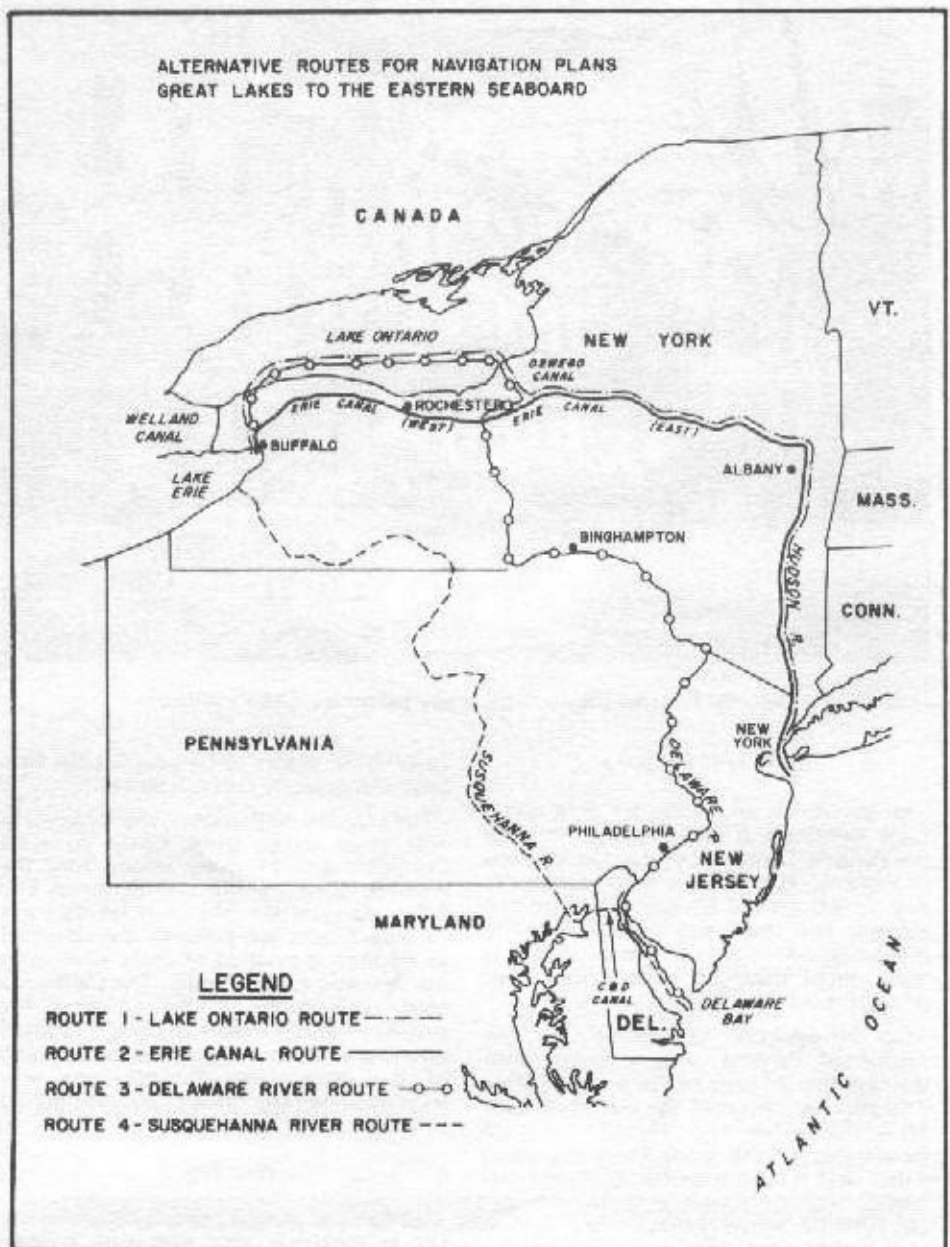 ALTERNATIVE ROUTES FOR NAVIGATION PLANS
GREAT LAKES TO THE EASTERN SEABOARD
CANADA
VT.
LAKE ONTARIO
NEW YORK
OSWEGO
CANAL
ERIE CANAL
(WEST)
ROCHESTER
ERIE CANAL
(EAST)
WELLAND
CANAL
BUFFALO
ALBANY
LAKE
ERIE
MASS.
BINGHAMPTON
HUDSON R.
CONN.
NEW
YORK
PENNSYLVANIA
SUSQUEHANNA R.
DELAWARE R.
PHILADELPHIA
NEW
JERSEY
MARYLAND
C & D
CANAL
DEL.
DELAWARE
BAY
ATLANTIC OCEAN
LEGEND
ROUTE 1 - LAKE ONTARIO ROUTE
ROUTE 2 - ERIE CANAL ROUTE
ROUTE 3 - DELAWARE RIVER ROUTE
ROUTE 4 - SUSQUEHANNA RIVER ROUTE